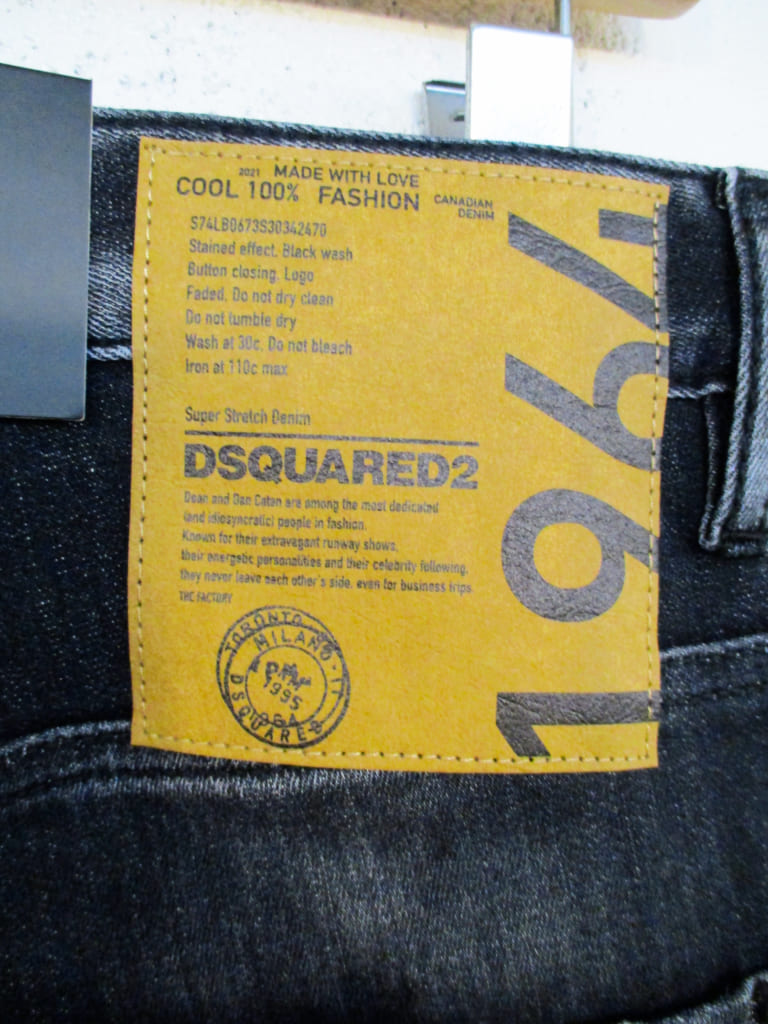 2021 MADE WITH LOVE
COOL 100% FASHION
CANADIAN
DENIM
S74LB0673S30342470
Stained effect. Black wash
Button closing. Logo
Faded. Do not dry clean
Do not tumble dry
Wash at 30c. Do not bleach
Iron at 110c max
Super Stretch Denim
DSQUARED2
Dean and Dan Caten are among the most dedicated
(and idiosyncratic) people in fashion.
Known for their extravagant runway shows,
their energetic personalities and their celebrity following,
they never leave each other's side, even for business trips.
THE FACTORY
TORONTO
MILANO
PM
1995
DSQUARED
1967